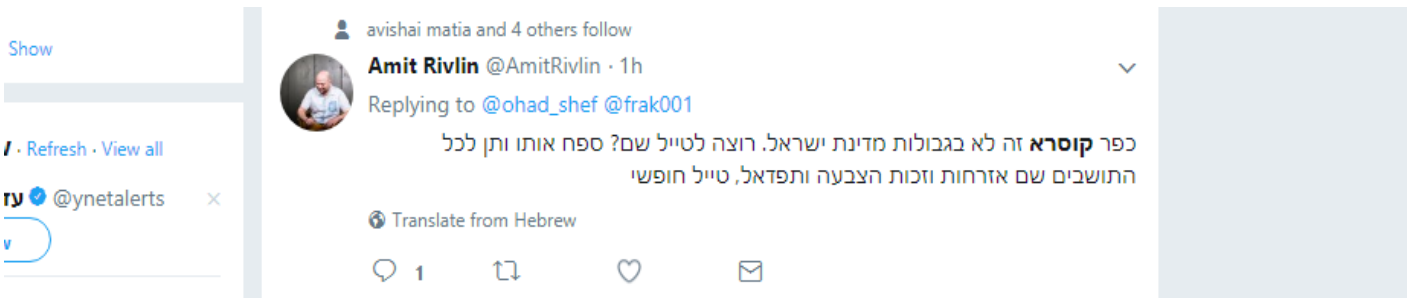 Show
Refresh · View all
@ynetalerts ×
avishai matia and 4 others follow
Amit Rivlin @AmitRivlin · 1h
Replying to @ohad_shef @frak001
כפר קוסרא זה לא בגבולות מדינת ישראל. רוצה לטייל שם? ספח אותו ותן לכל
התושבים שם אזרחות וזכות הצבעה ותפדאל, טייל חופשי
Translate from Hebrew
1